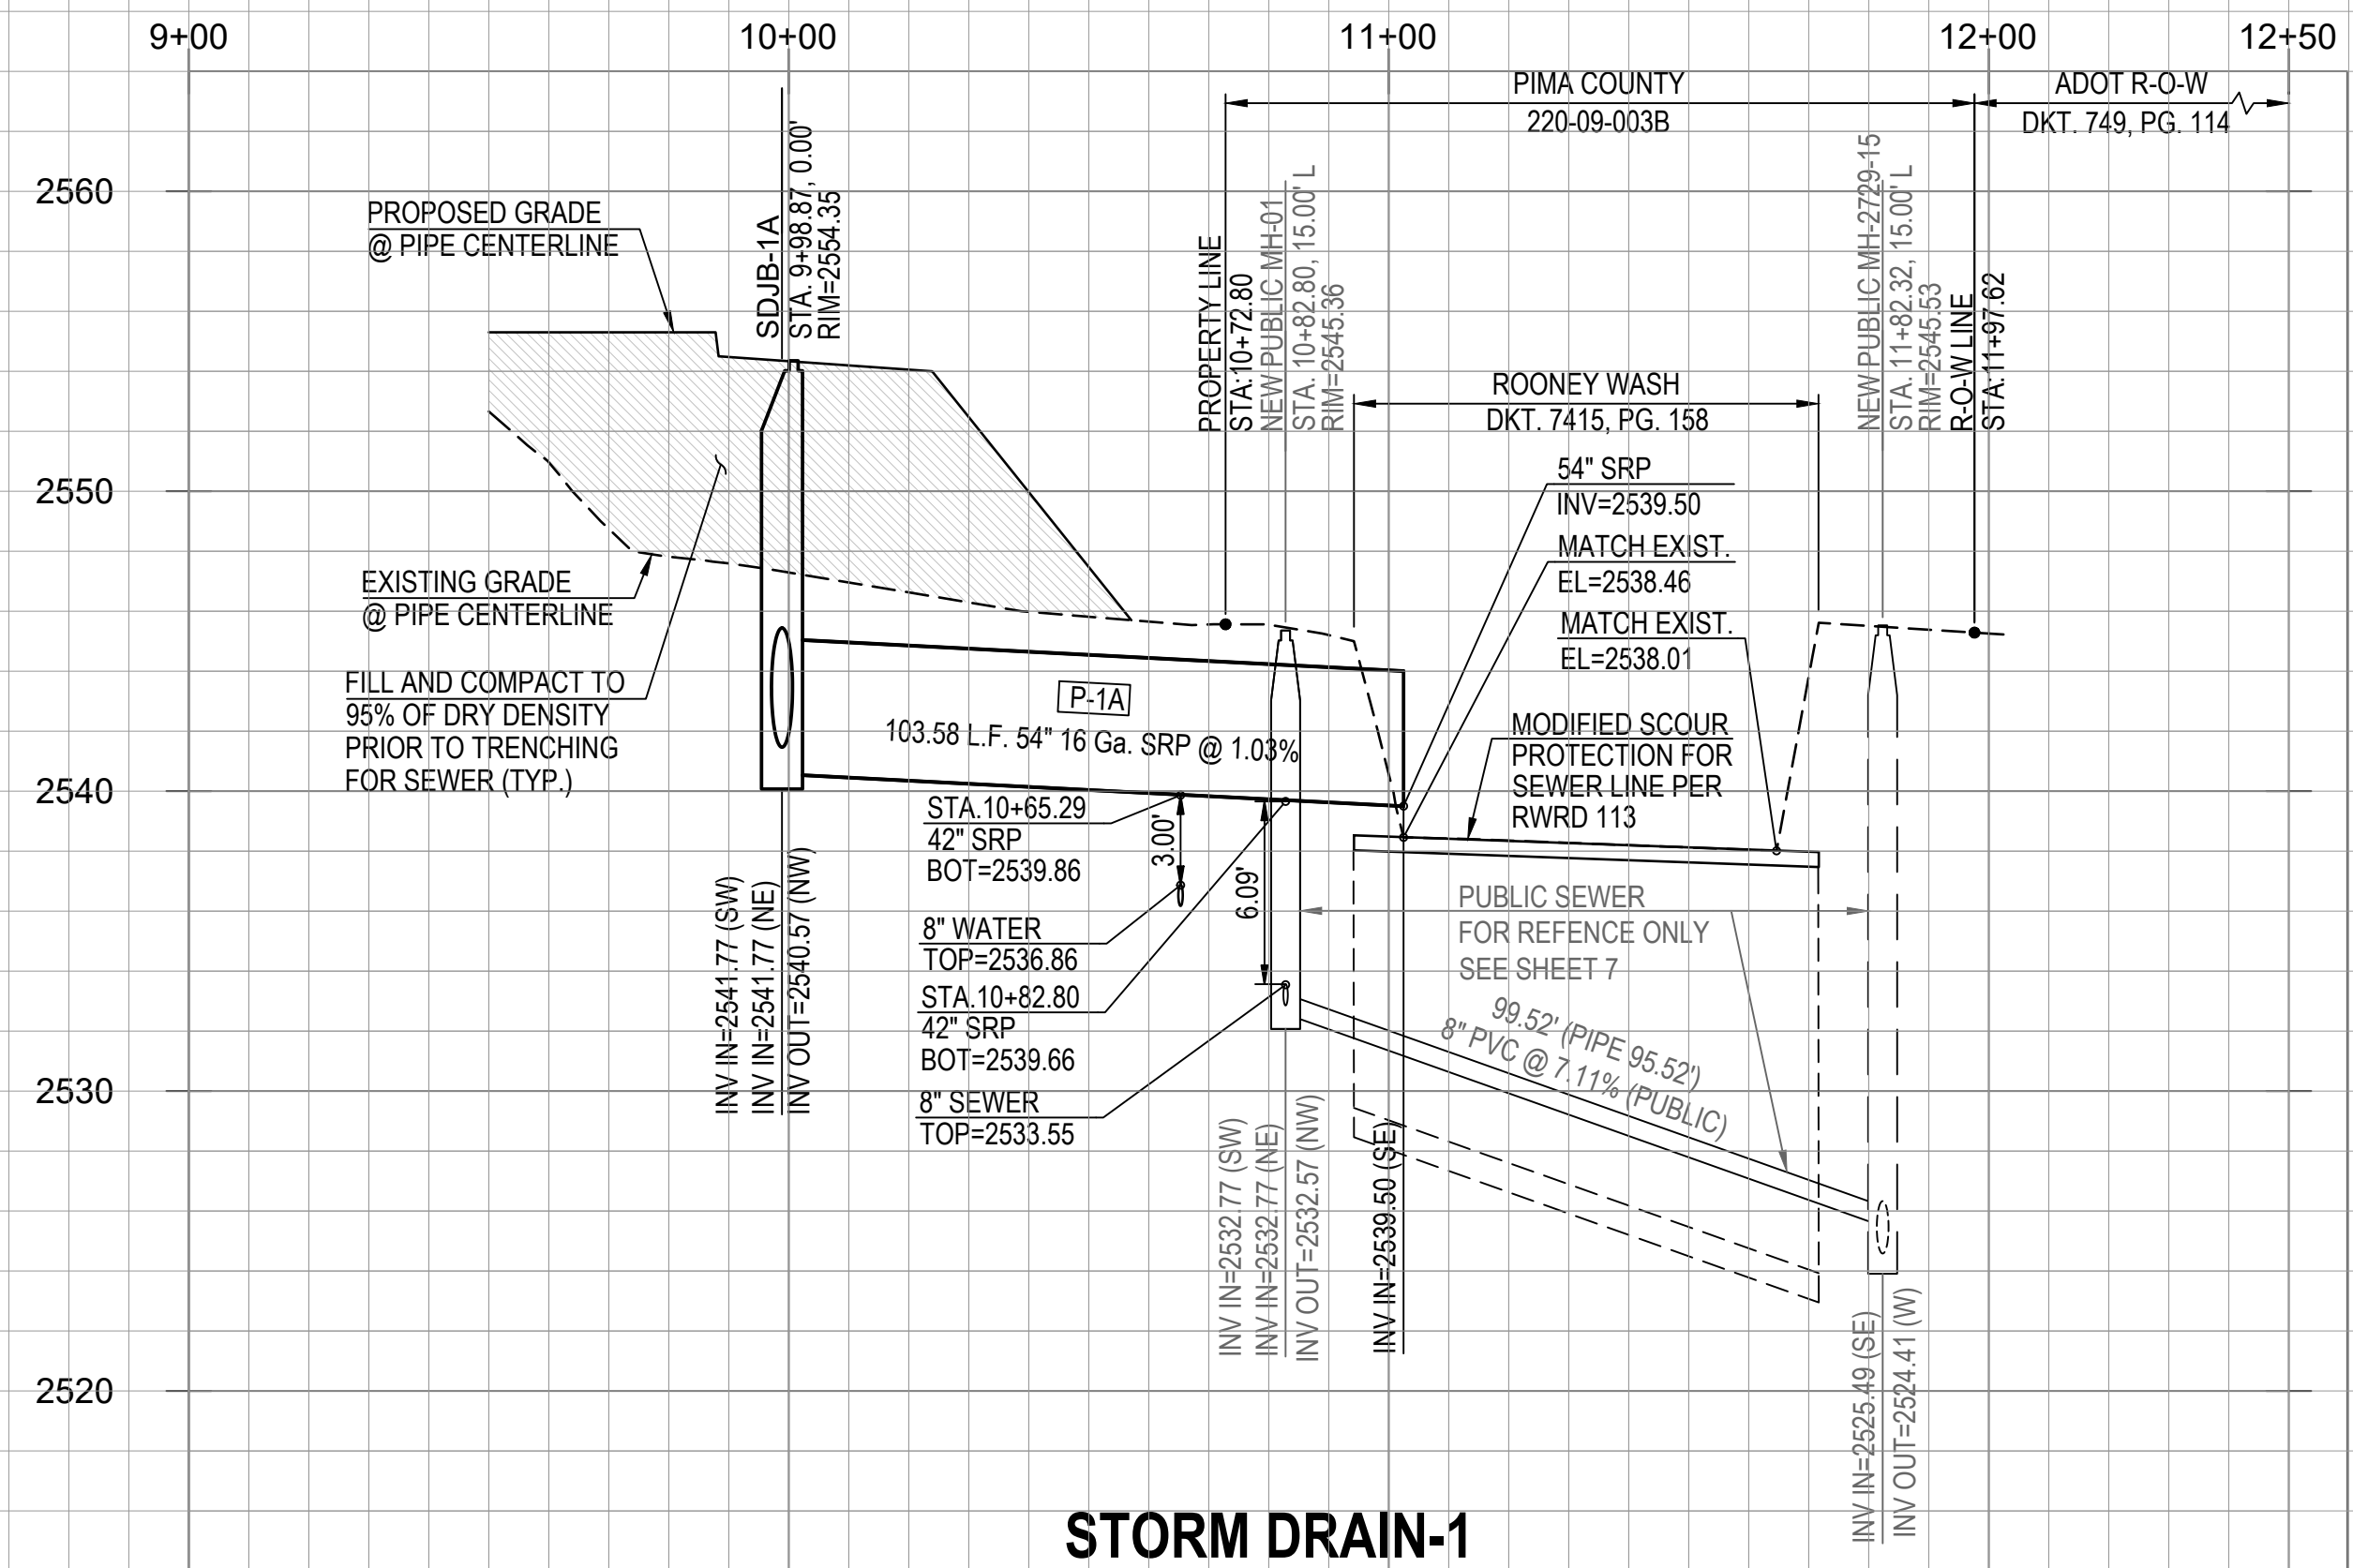 9+00
10+00
11+00
12+00
12+50
PIMA COUNTY
220-09-003B
ADOT R-O-W
DKT. 749, PG. 114
2560
2550
2540
2530
2520
PROPOSED GRADE
@ PIPE CENTERLINE
SDJB-1A
STA. 9+98.87, 0.00'
RIM=2554.35
PROPERTY LINE
STA:10+72.80
NEW PUBLIC MH-01
STA. 10+82.80, 15.00' L
RIM=2545.36
NEW PUBLIC MH-2729-15
STA. 11+82.32, 15.00' L
RIM=2545.53
R-O-W LINE
STA:11+97.62
ROONEY WASH
DKT. 7415, PG. 158
54" SRP
INV=2539.50
MATCH EXIST.
EL=2538.46
MATCH EXIST.
EL=2538.01
EXISTING GRADE
@ PIPE CENTERLINE
FILL AND COMPACT TO
95% OF DRY DENSITY
PRIOR TO TRENCHING
FOR SEWER (TYP.)
P-1A
103.58 L.F. 54" 16 Ga. SRP @ 1.03%
MODIFIED SCOUR
PROTECTION FOR
SEWER LINE PER
RWRD 113
STA.10+65.29
42" SRP
BOT=2539.86
3.00'
6.09'
8" WATER
TOP=2536.86
STA.10+82.80
42" SRP
BOT=2539.66
8" SEWER
TOP=2533.55
INV IN=2541.77 (SW)
INV IN=2541.77 (NE)
INV OUT=2540.57 (NW)
PUBLIC SEWER
FOR REFENCE ONLY
SEE SHEET 7
99.52' (PIPE 95.52')
8" PVC @ 7.11% (PUBLIC)
INV IN=2532.77 (SW)
INV IN=2532.77 (NE)
INV OUT=2532.57 (NW)
INV IN=2539.50 (SE)
INV IN=2525.49 (SE)
INV OUT=2524.41 (W)
STORM DRAIN-1